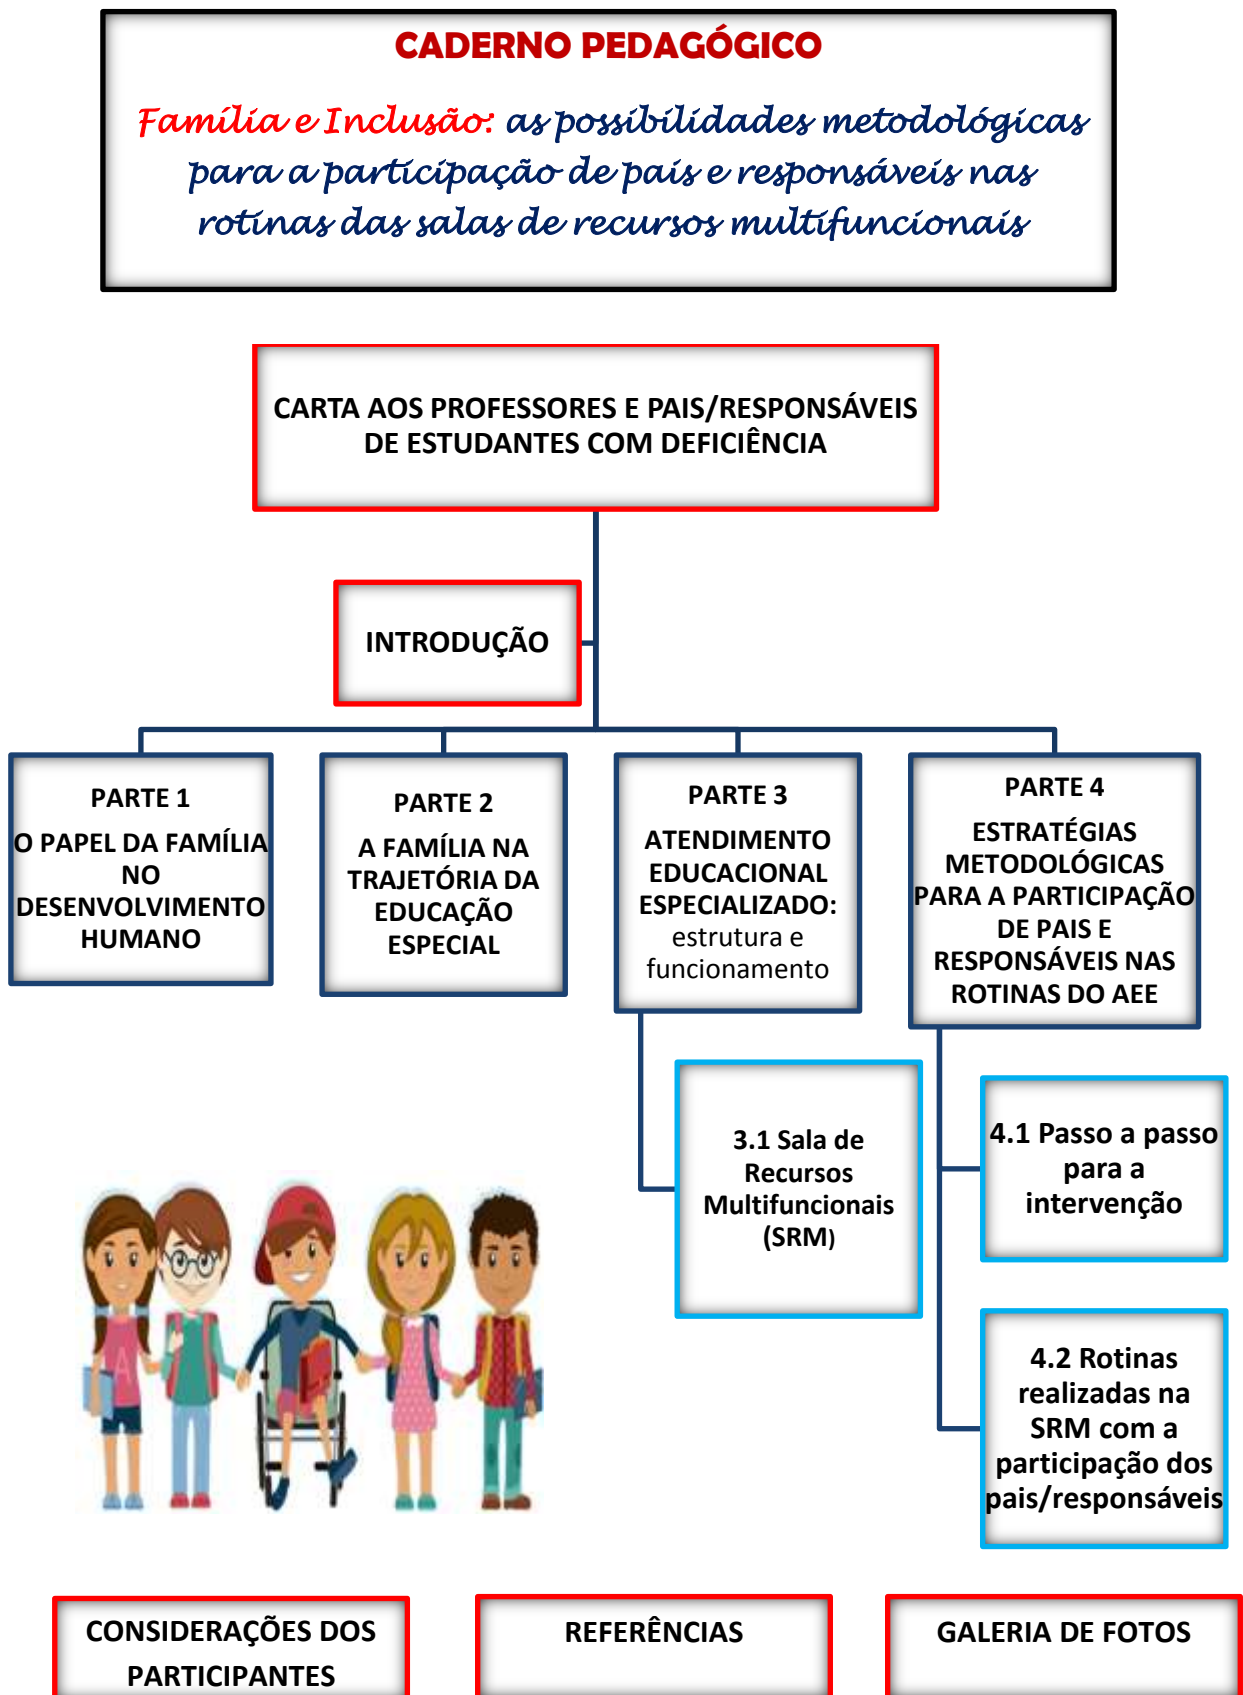 CADERNO PEDAGÓGICO
Família e Inclusão: as possibilidades metodológicas
para a participação de pais e responsáveis nas
rotinas das salas de recursos multifuncionais
CARTA AOS PROFESSORES E PAIS/RESPONSÁVEIS
DE ESTUDANTES COM DEFICIÊNCIA
INTRODUÇÃO
PARTE 1
O PAPEL DA FAMÍLIA
NO
DESENVOLVIMENTO
HUMANO
PARTE 2
A FAMÍLIA NA
TRAJETÓRIA DA
EDUCAÇÃO
ESPECIAL
PARTE 3
ATENDIMENTO
EDUCACIONAL
ESPECIALIZADO:
estrutura e
funcionamento
PARTE 4
ESTRATÉGIAS
METODOLÓGICAS
PARA A PARTICIPAÇÃO
DE PAIS E
RESPONSÁVEIS NAS
ROTINAS DO AEE
3.1 Sala de
Recursos
Multifuncionais
(SRM)
4.1 Passo a passo
para a
intervenção
4.2 Rotinas
realizadas na
SRM com a
participação dos
pais/responsáveis
A
CONSIDERAÇÕES DOS
PARTICIPANTES
REFERÊNCIAS
GALERIA DE FOTOS